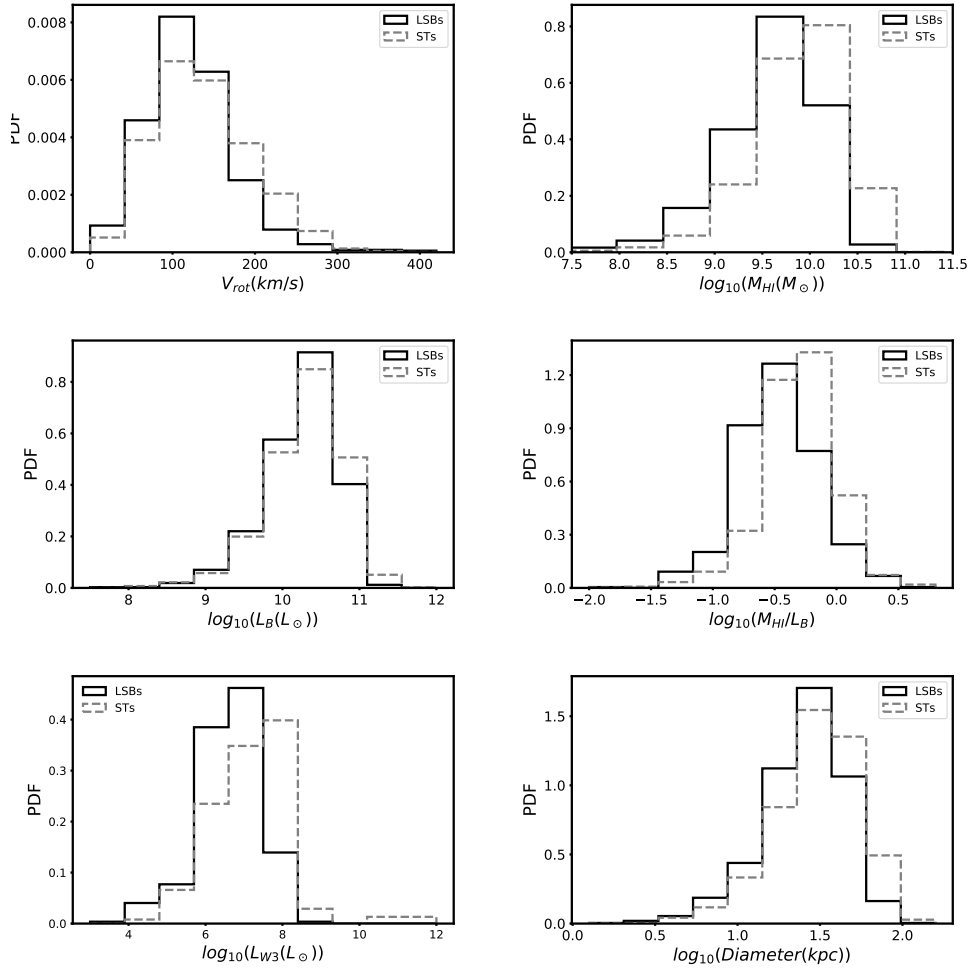 0.008
0.006
0.004
0.002
0.000
PDF
LSBs
STs
0 100 200 300 400
V_rot(km/s)
0.8
0.6
0.4
0.2
0.0
PDF
LSBs
STs
7.5 8.0 8.5 9.0 9.5 10.0 10.5 11.0 11.5
log10(M_HI(M⊙))
0.8
0.6
0.4
0.2
0.0
PDF
LSBs
STs
8 9 10 11 12
log10(L_B(L⊙))
1.2
0.9
0.6
0.3
0.0
PDF
LSBs
STs
−2.0 −1.5 −1.0 −0.5 0.0 0.5
log10(M_HI/L_B)
0.4
0.3
0.2
0.1
0.0
PDF
LSBs
STs
4 6 8 10 12
log10(L_W3(L⊙))
1.5
1.0
0.5
0.0
PDF
LSBs
STs
0.0 0.5 1.0 1.5 2.0
log10(Diameter(kpc))